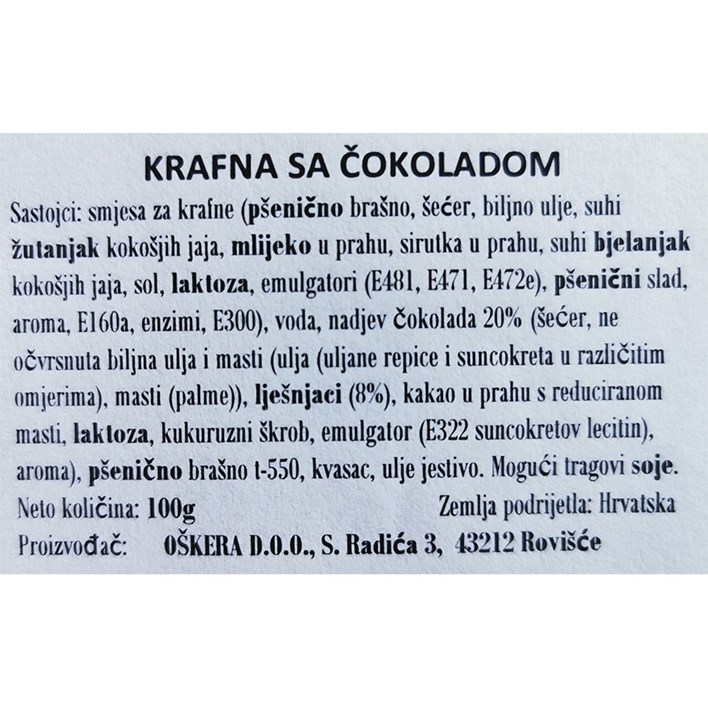 KRAFNA SA ČOKOLADOM
Sastojci: smjesa za krafne (pšenično brašno, šećer, biljno ulje, suhi
žutanjak kokošjih jaja, mlijeko u prahu, sirutka u prahu, suhi bjelanjak
kokošjih jaja, sol, laktoza, emulgatori (E481, E471, E472e), pšenični slad,
aroma, E160a, enzimi, E300), voda, nadjev čokolada 20% (šećer, ne
očvrsnuta biljna ulja i masti (ulja (uljane repice i suncokreta u različitim
omjerima), masti (palme)), lješnjaci (8%), kakao u prahu s reduciranom
masti, laktoza, kukuruzni škrob, emulgator (E322 suncokretov lecitin),
aroma), pšenično brašno t-550, kvasac, ulje jestivo. Mogući tragovi soje.
Neto količina: 100g Zemlja podrijetla: Hrvatska
Proizvođač: OŠKERA D.O.O., S. Radića 3, 43212 Rovišće